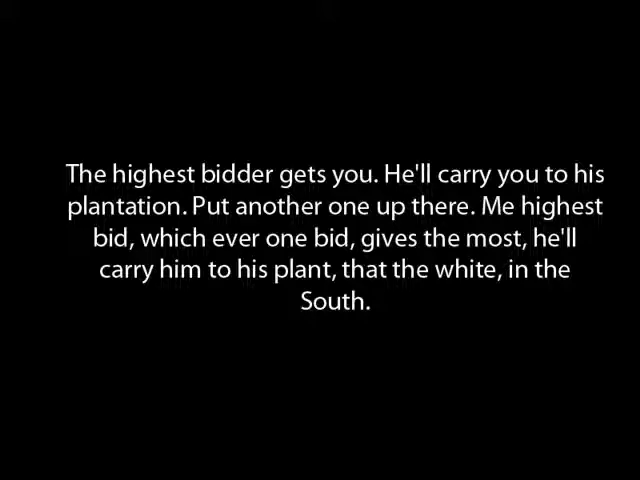 The highest bidder gets you. He'll carry you to his
plantation. Put another one up there. Me highest
bid, which ever one bid, gives the most, he'll
carry him to his plant, that the white, in the
South.